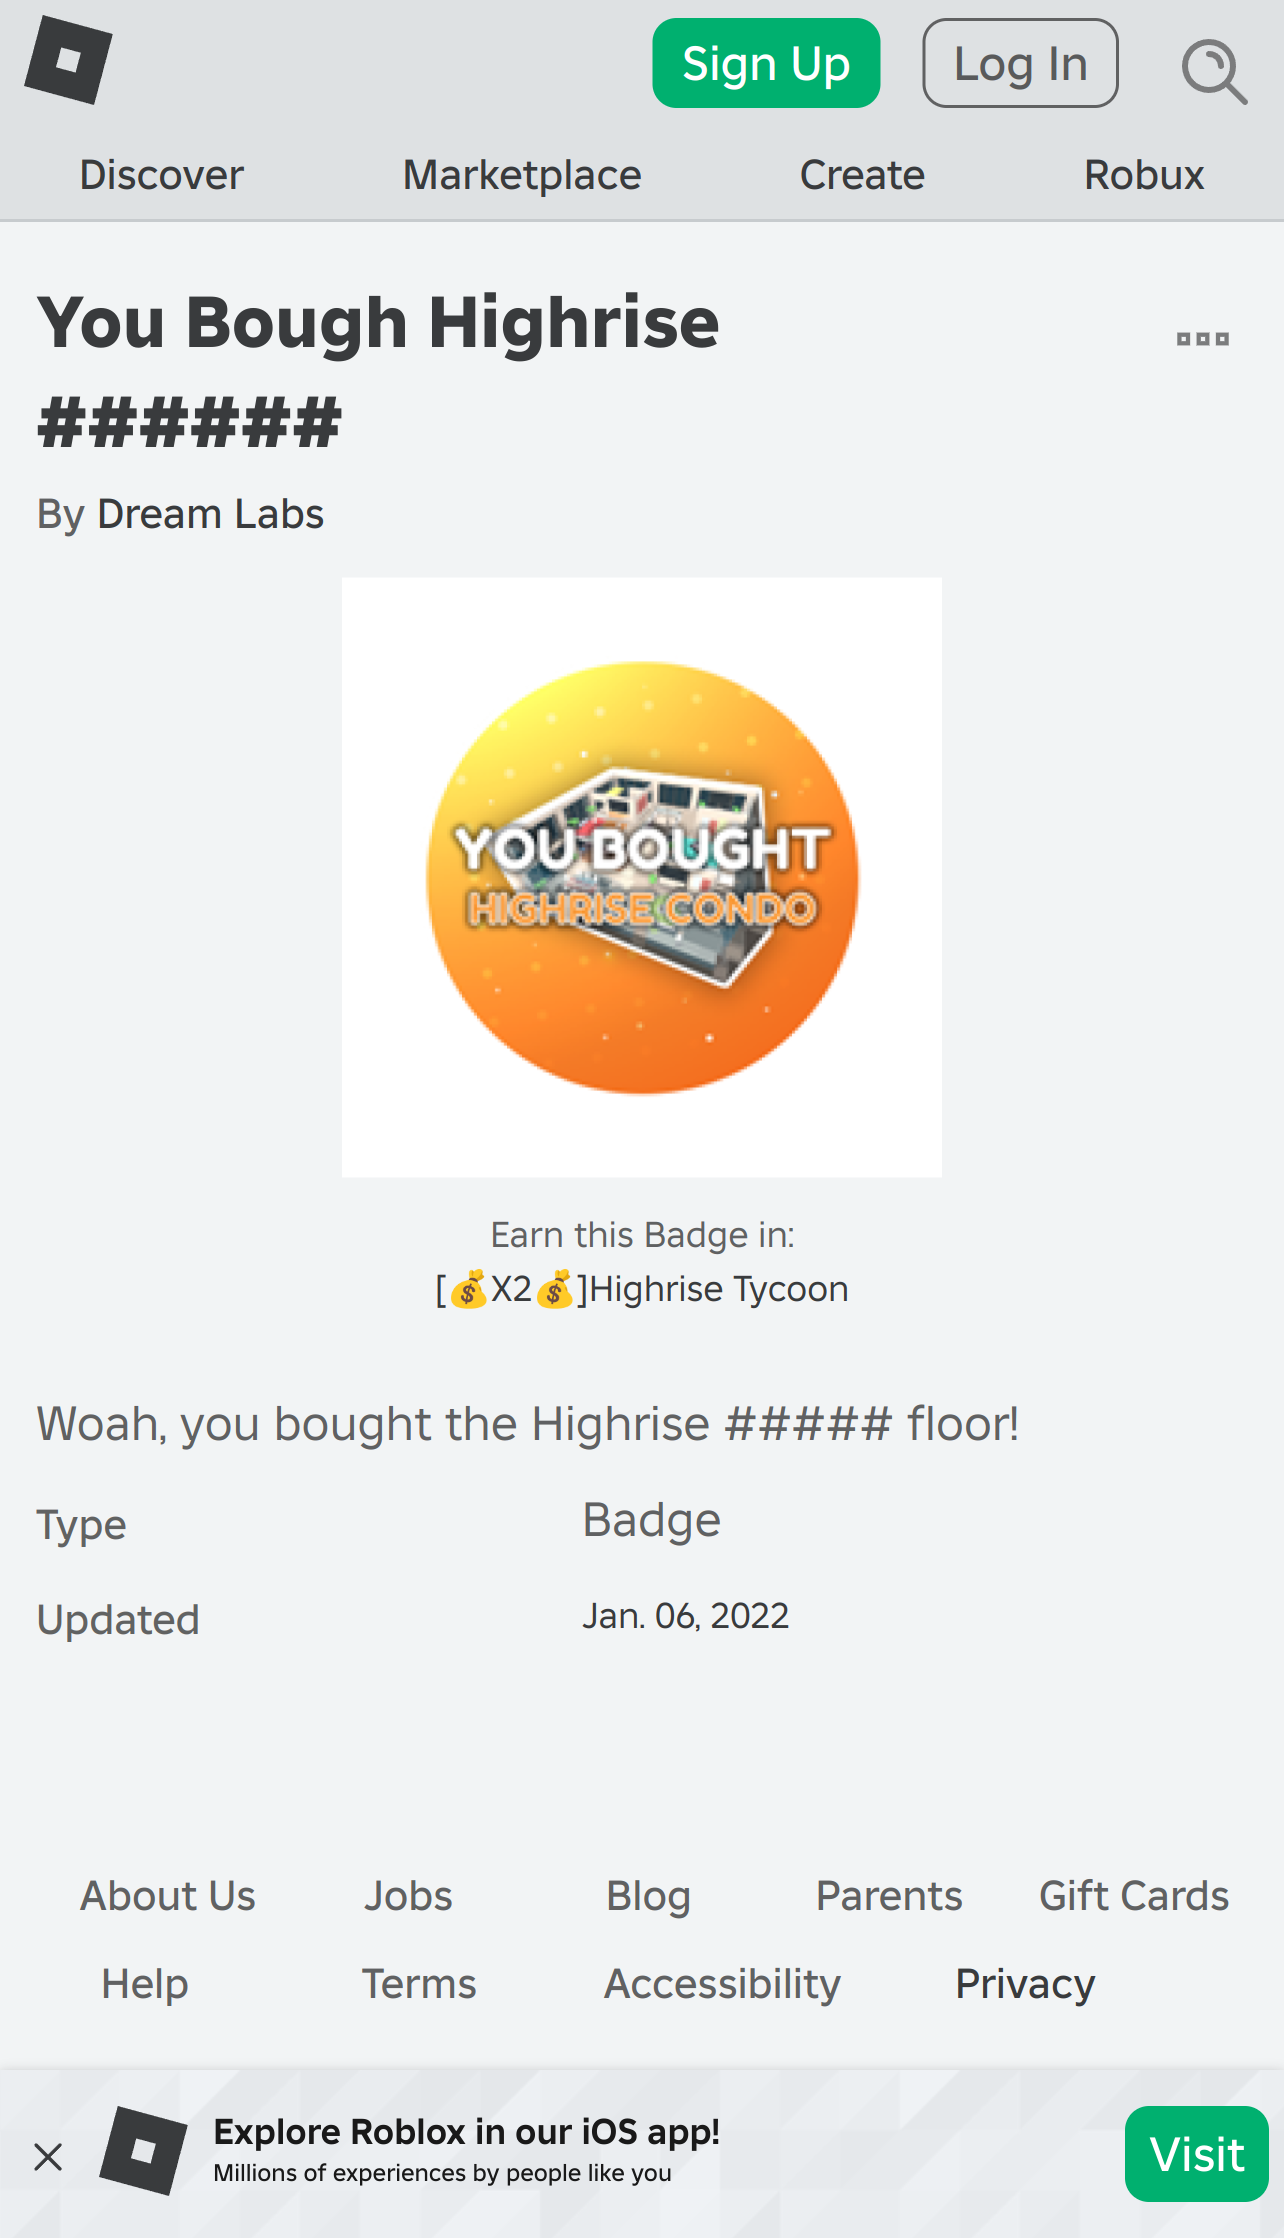 Sign Up
Log In
Discover
Marketplace
Create
Robux
You Bough Highrise
######
By Dream Labs
YOU BOUGHT
HIGHRISE CONDO
Earn this Badge in:
[💰X2💰]Highrise Tycoon
Woah, you bought the Highrise ##### floor!
Type
Badge
Updated
Jan. 06, 2022
About Us
Jobs
Blog
Parents
Gift Cards
Help
Terms
Accessibility
Privacy
Explore Roblox in our iOS app!
Millions of experiences by people like you
Visit